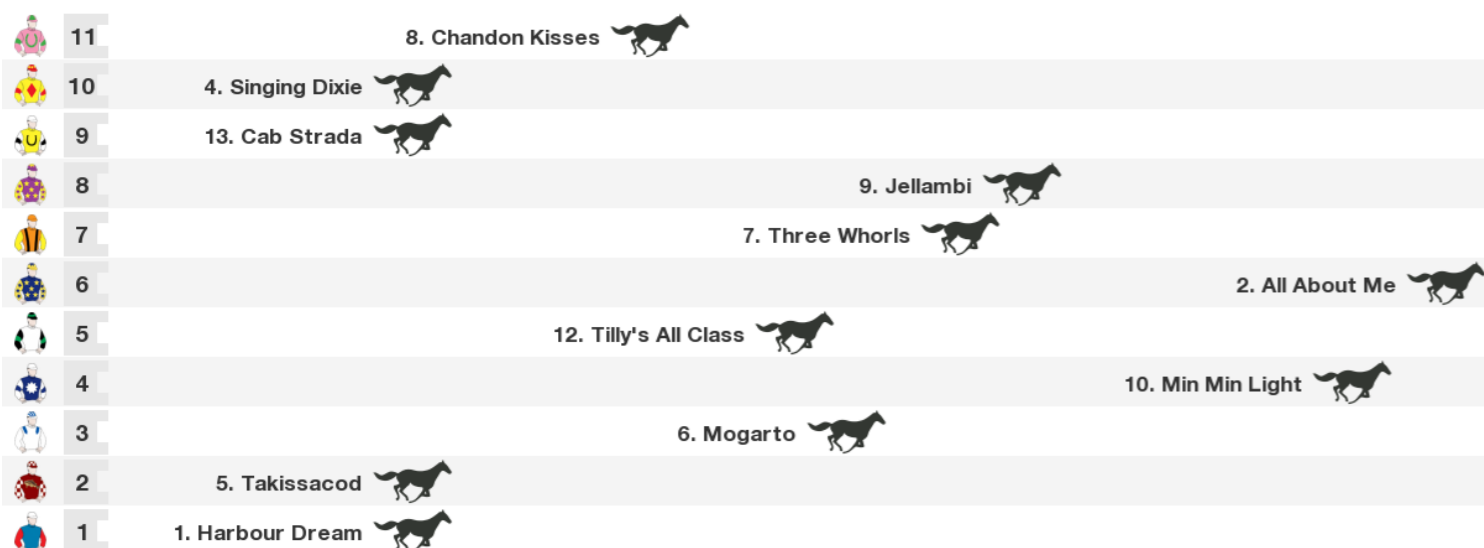 11 8. Chandon Kisses
10 4. Singing Dixie
9 13. Cab Strada
8 9. Jellambi
7 7. Three Whorls
6 2. All About Me
5 12. Tilly's All Class
4 10. Min Min Light
3 6. Mogarto
2 5. Takissacod
1 1. Harbour Dream